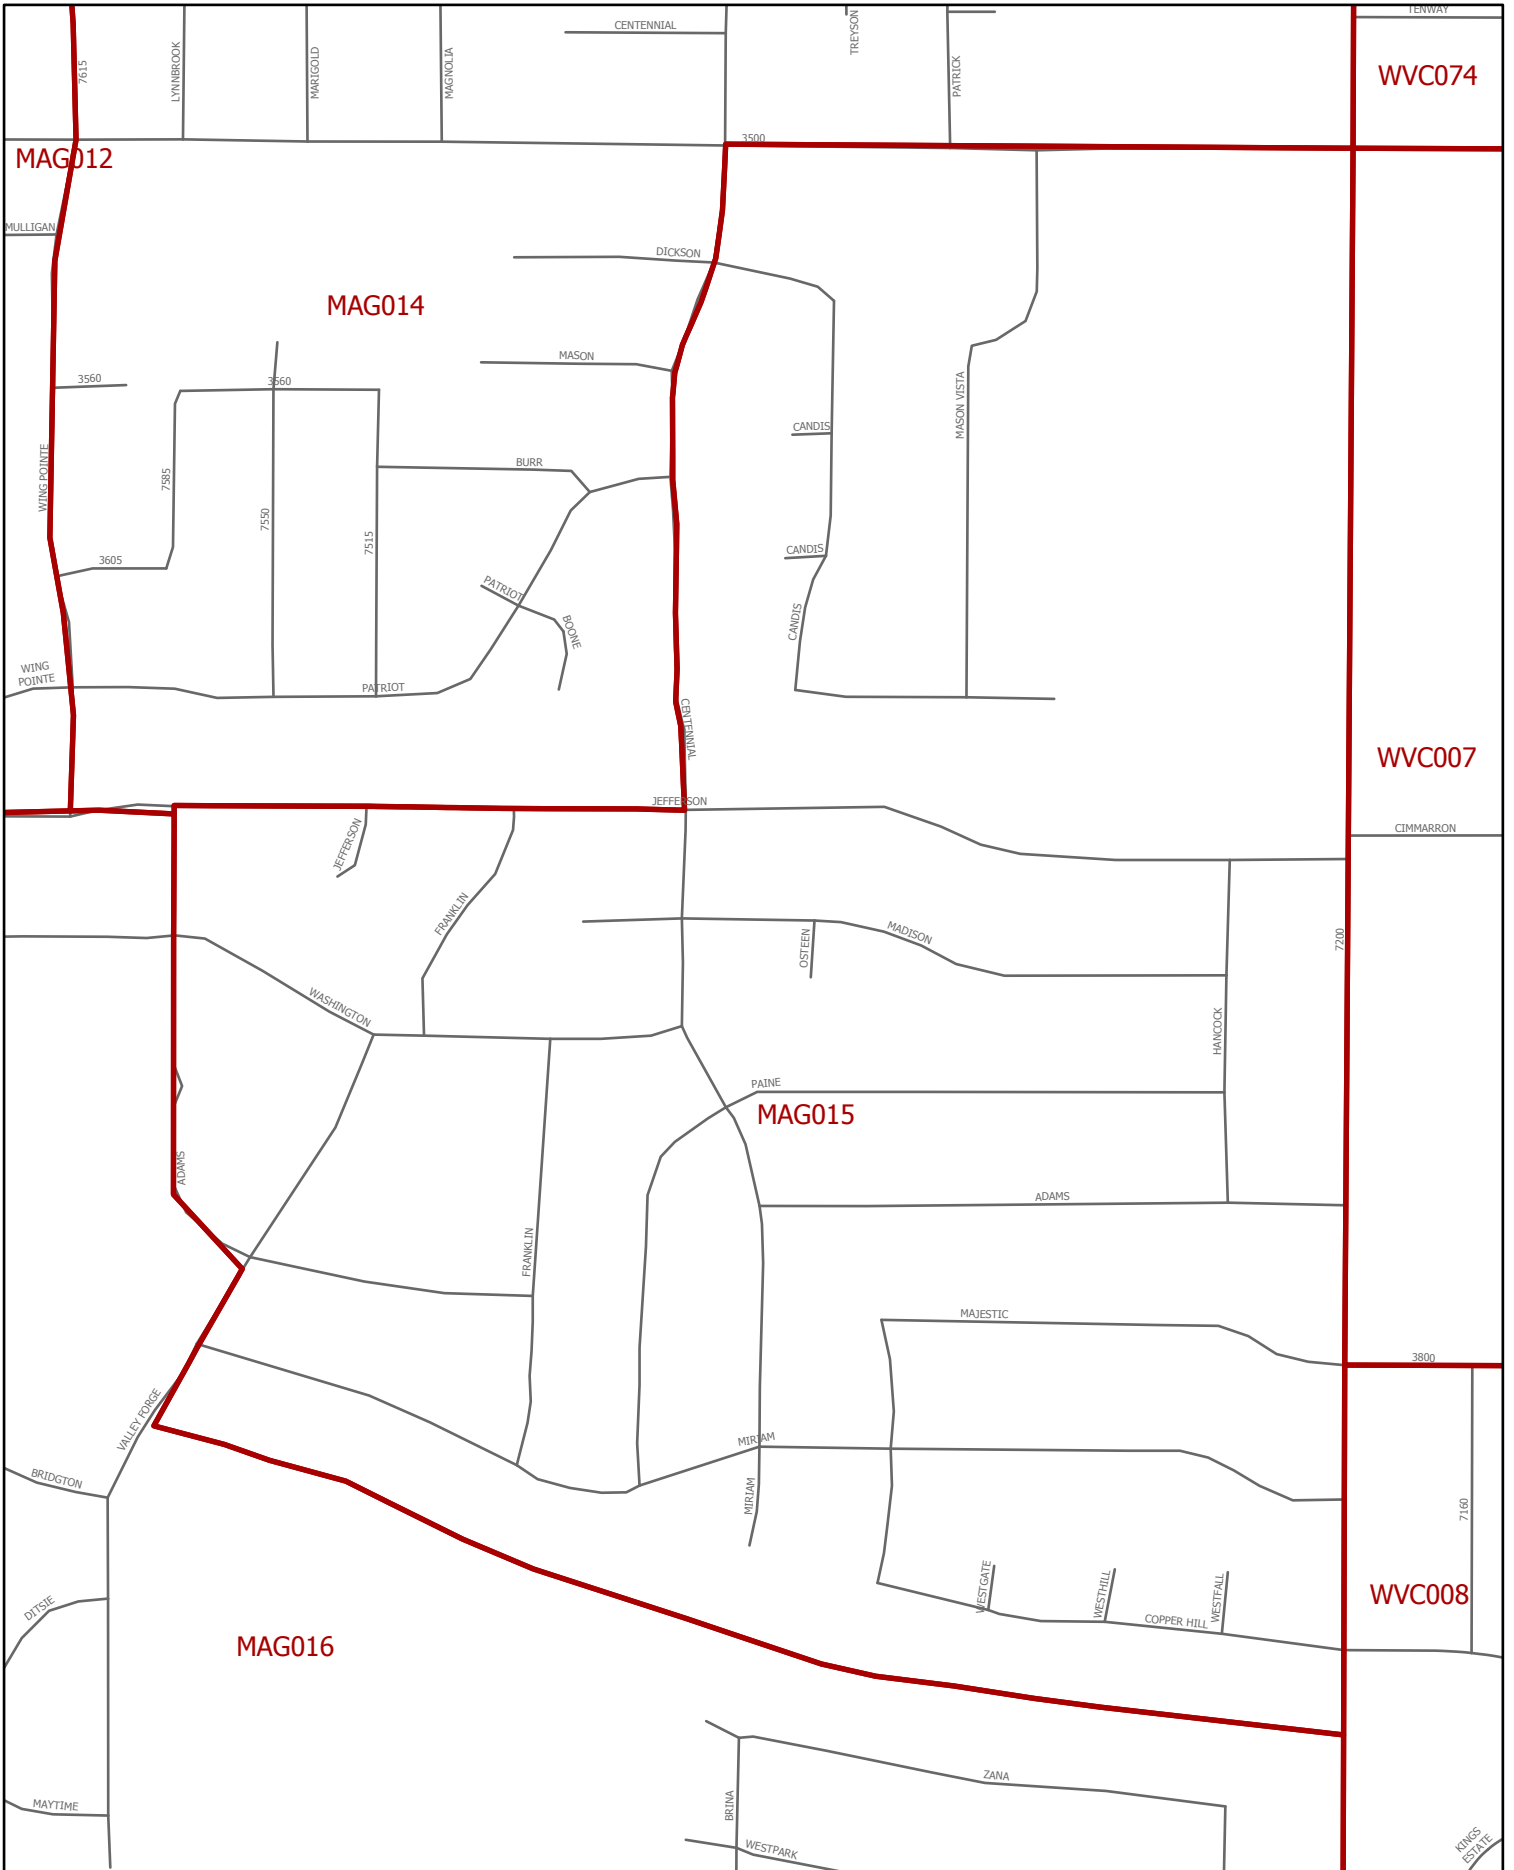 TENWAY
CENTENNIAL
TREYSON
7615
LYNNBROOK
MARIGOLD
MAGNOLIA
PATRICK
WVC074
3500
MAG012
MULLIGAN
DICKSON
MAG014
MASON
3560
3560
MASON VISTA
CANDIS
WING POINTE
7585
BURR
7550
7515
CANDIS
3605
PATRIOT
BOONE
CANDIS
WING
POINTE
PATRIOT
CENTENNIAL
WVC007
JEFFERSON
CIMMARRON
JEFFERSON
FRANKLIN
MADISON
OSTEEN
7200
WASHINGTON
HANCOCK
PAINE
MAG015
ADAMS
ADAMS
FRANKLIN
MAJESTIC
3800
VALLEY FORGE
MIRIAM
BRIDGTON
MIRIAM
7160
WESTGATE
WESTHILL
WESTFALL
WVC008
DITSIE
COPPER HILL
MAG016
ZANA
MAYTIME
BRINA
WESTPARK
KINGS
ESTATE